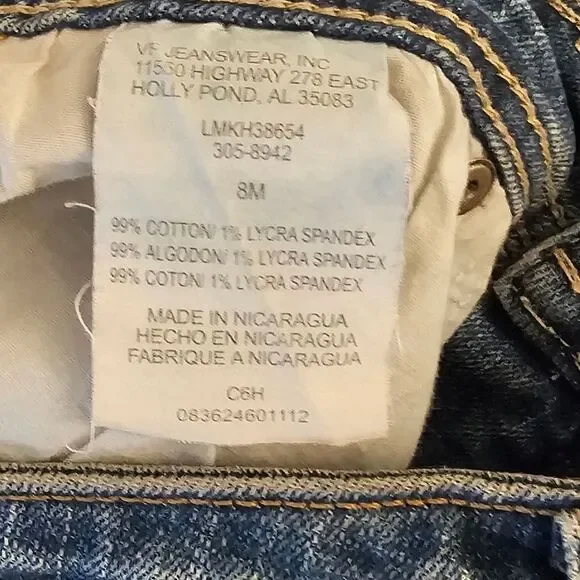 VF JEANSWEAR, INC
11550 HIGHWAY 278 EAST
HOLLY POND, AL 35083
LMKH38654
305-8942
8M
99% COTTON/ 1% LYCRA SPANDEX
99% ALGODON/ 1% LYCRA SPANDEX
99% COTON/ 1% LYCRA SPANDEX
MADE IN NICARAGUA
HECHO EN NICARAGUA
FABRIQUE A NICARAGUA
C6H
083624601112